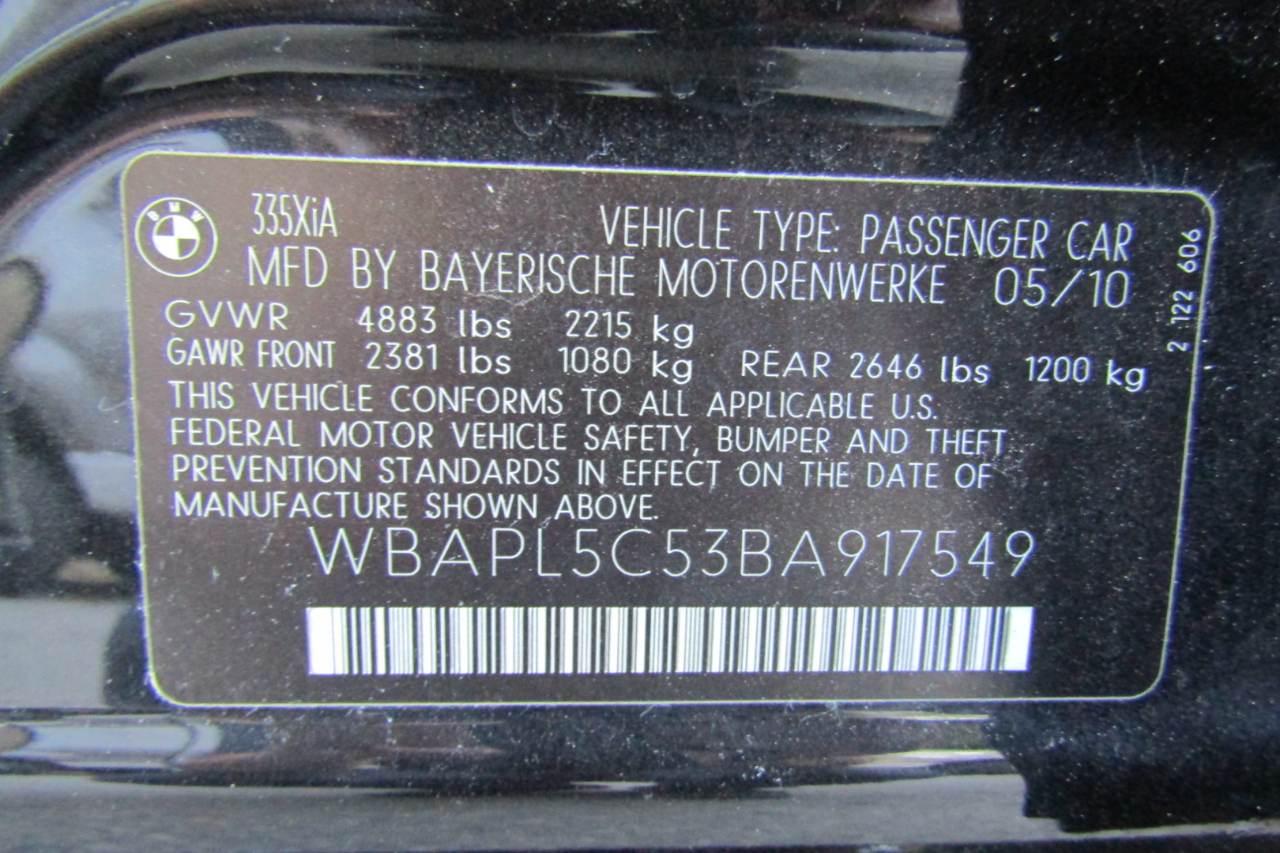 BMW
335XiA VEHICLE TYPE: PASSENGER CAR
MFD BY BAYERISCHE MOTORENWERKE 05/10
GVWR 4883 lbs 2215 kg
GAWR FRONT 2381 lbs 1080 kg REAR 2646 lbs 1200 kg
THIS VEHICLE CONFORMS TO ALL APPLICABLE U.S.
FEDERAL MOTOR VEHICLE SAFETY, BUMPER AND THEFT
PREVENTION STANDARDS IN EFFECT ON THE DATE OF
MANUFACTURE SHOWN ABOVE.
WBAPL5C53BA917549
2 122 606